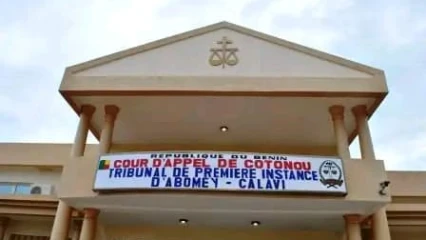 REPUBLIQUE DU BENIN
COUR D'APPEL DE COTONOU
TRIBUNAL DE PREMIERE INSTANCE
D'ABOMEY - CALAVI